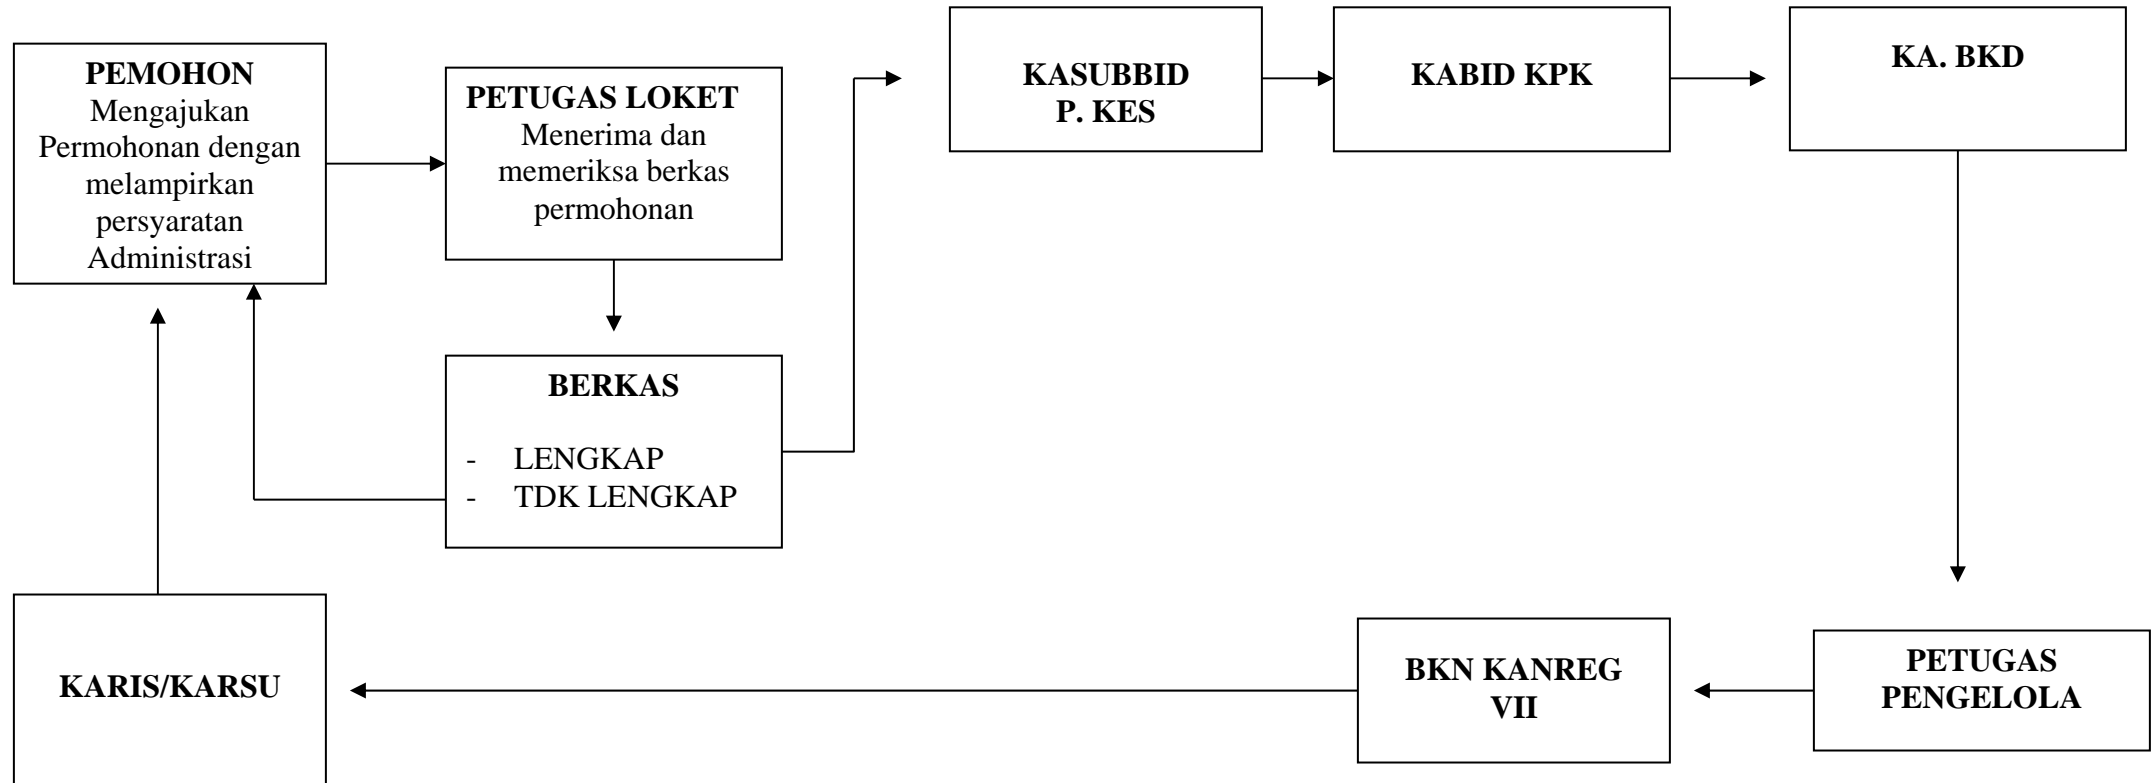 PEMOHON
Mengajukan
Permohonan dengan
melampirkan
persyaratan
Administrasi
PETUGAS LOKET
Menerima dan
memeriksa berkas
permohonan
BERKAS
- LENGKAP
- TDK LENGKAP
KASUBBID
P. KES
KABID KPK
KA. BKD
PETUGAS
PENGELOLA
BKN KANREG
VII
KARIS/KARSU